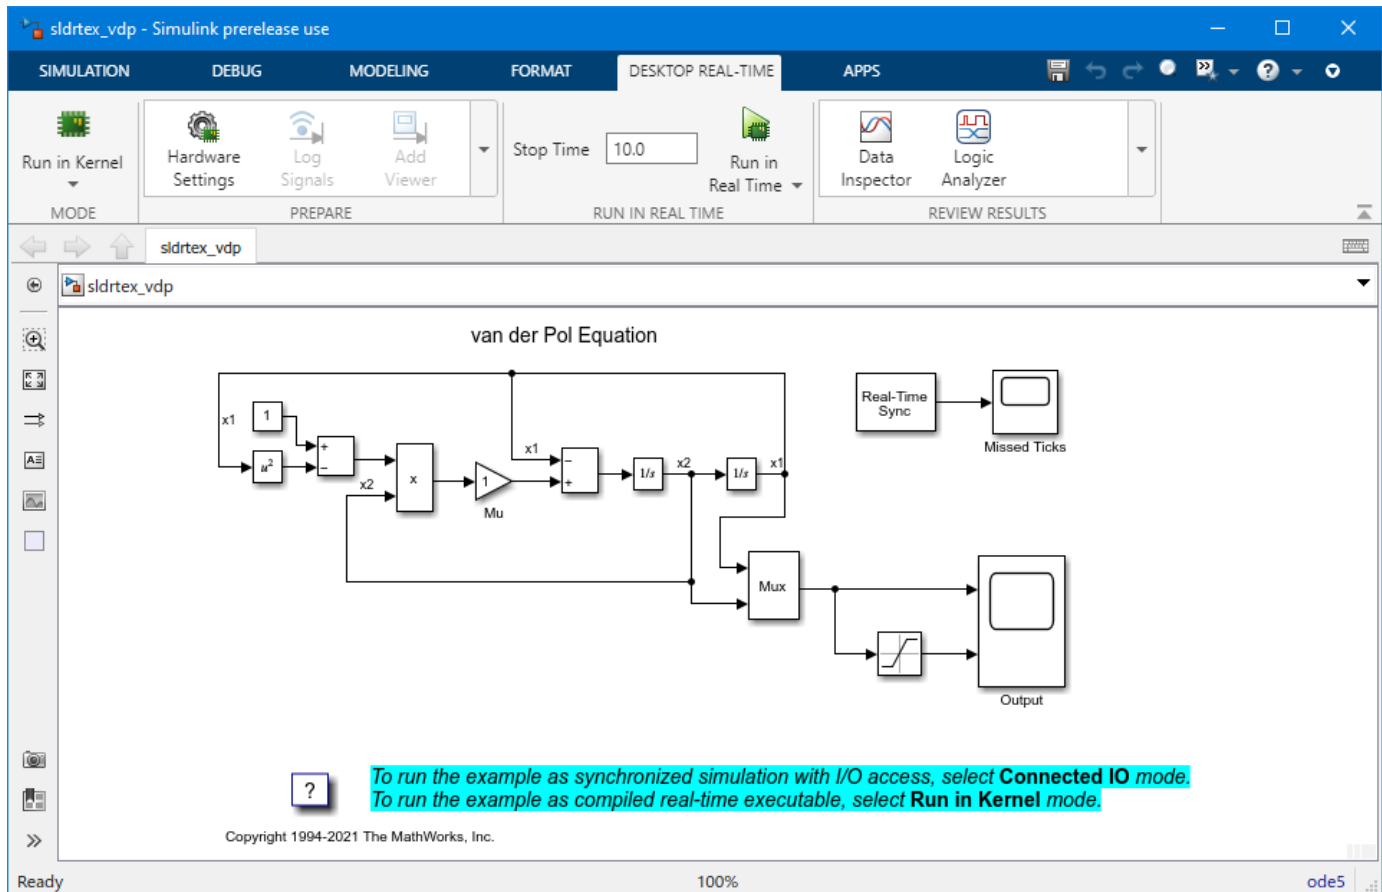 sldrtex_vdp - Simulink prerelease use
SIMULATION DEBUG MODELING FORMAT DESKTOP REAL-TIME APPS
Run in Kernel
Hardware Settings
Log Signals
Add Viewer
Stop Time 10.0
Run in Real Time
Data Inspector
Logic Analyzer
MODE PREPARE RUN IN REAL TIME REVIEW RESULTS
sldrtex_vdp
sldrtex_vdp
van der Pol Equation
x1
1
+
−
u²
x2
x
1
Mu
x1
−
+
1/s
x2
1/s
x1
Real-Time
Sync
Missed Ticks
Mux
Output
?
To run the example as synchronized simulation with I/O access, select Connected IO mode.
To run the example as compiled real-time executable, select Run in Kernel mode.
Copyright 1994-2021 The MathWorks, Inc.
Ready 100% ode5